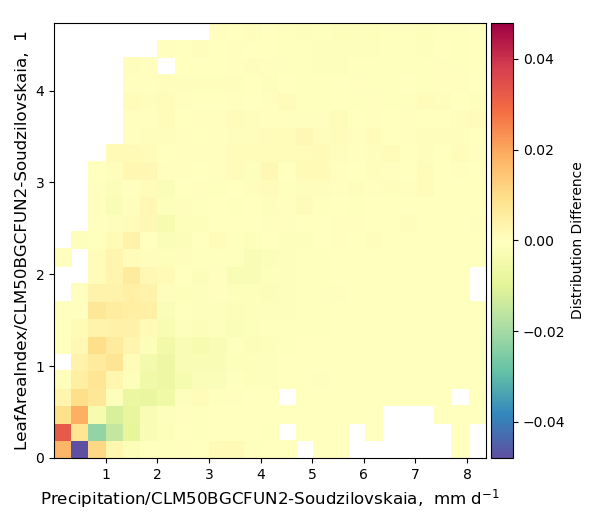 LeafAreaIndex/CLM50BGCFUN2-Soudzilovskaia, 1
4
3
2
1
0
1 2 3 4 5 6 7 8
Precipitation/CLM50BGCFUN2-Soudzilovskaia, mm d⁻¹
0.04
0.02
0.00
−0.02
−0.04
Distribution Difference